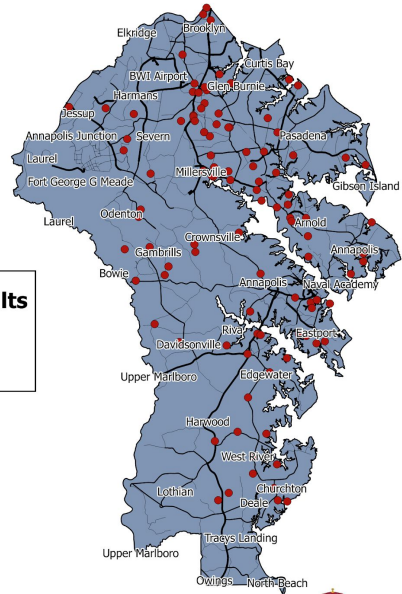 Brooklyn
Elkridge
Curtis Bay
BWI Airport
Glen Burnie
Harmans
Jessup
Annapolis Junction
Severn
Pasadena
Laurel
Millersville
Fort George G Meade
Gibson Island
Odenton
Laurel
Arnold
Crownsville
Gambrills
Annapolis
Bowie
Annapolis
Naval Academy
lts
Riva
Eastport
Davidsonville
Upper Marlboro
Edgewater
Harwood
West River
Lothian
Churchton
Deale
Tracys Landing
Upper Marlboro
Owings
North Beach